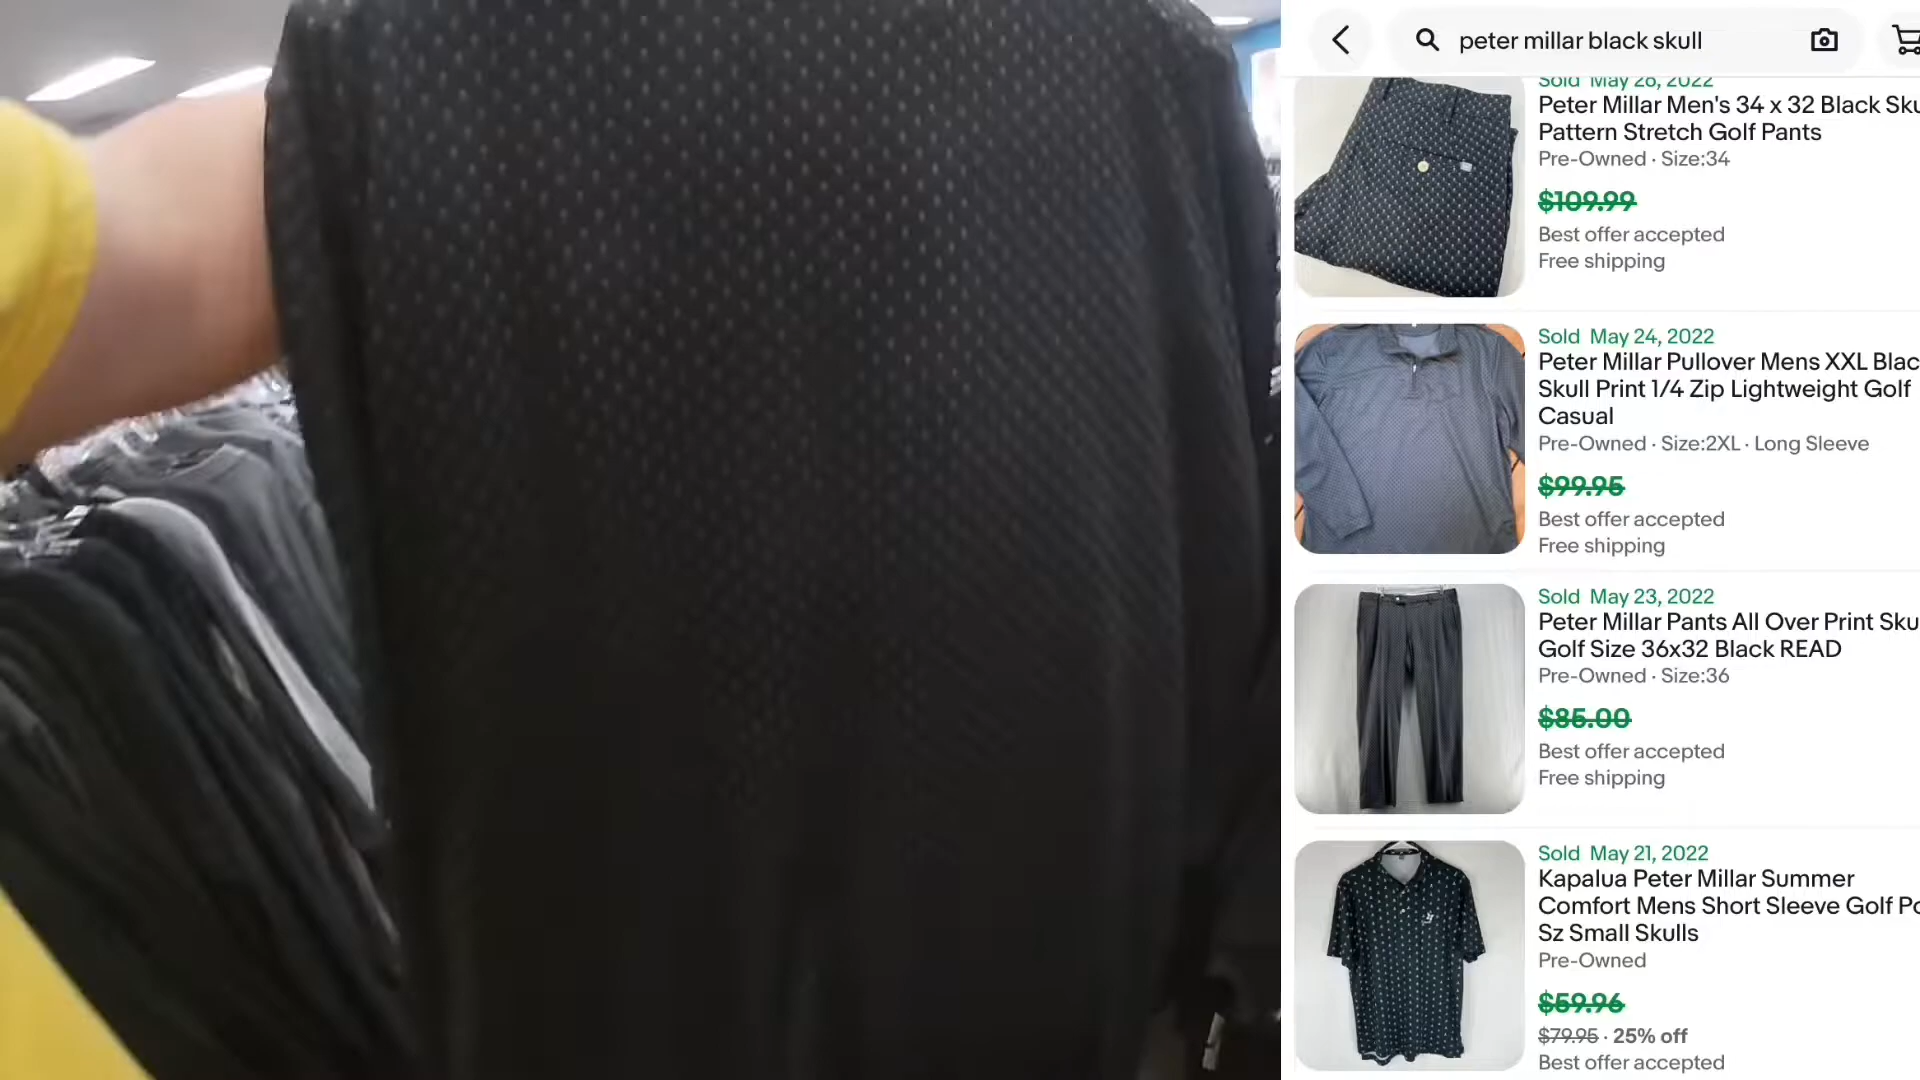 peter millar black skull
Sold May 26, 2022
Peter Millar Men's 34 x 32 Black Sku
Pattern Stretch Golf Pants
Pre-Owned · Size:34
$109.99
Best offer accepted
Free shipping
Sold May 24, 2022
Peter Millar Pullover Mens XXL Blac
Skull Print 1/4 Zip Lightweight Golf
Casual
Pre-Owned · Size:2XL · Long Sleeve
$99.95
Best offer accepted
Free shipping
Sold May 23, 2022
Peter Millar Pants All Over Print Sku
Golf Size 36x32 Black READ
Pre-Owned · Size:36
$85.00
Best offer accepted
Free shipping
Sold May 21, 2022
Kapalua Peter Millar Summer
Comfort Mens Short Sleeve Golf Po
Sz Small Skulls
Pre-Owned
$59.96
$79.95 · 25% off
Best offer accepted